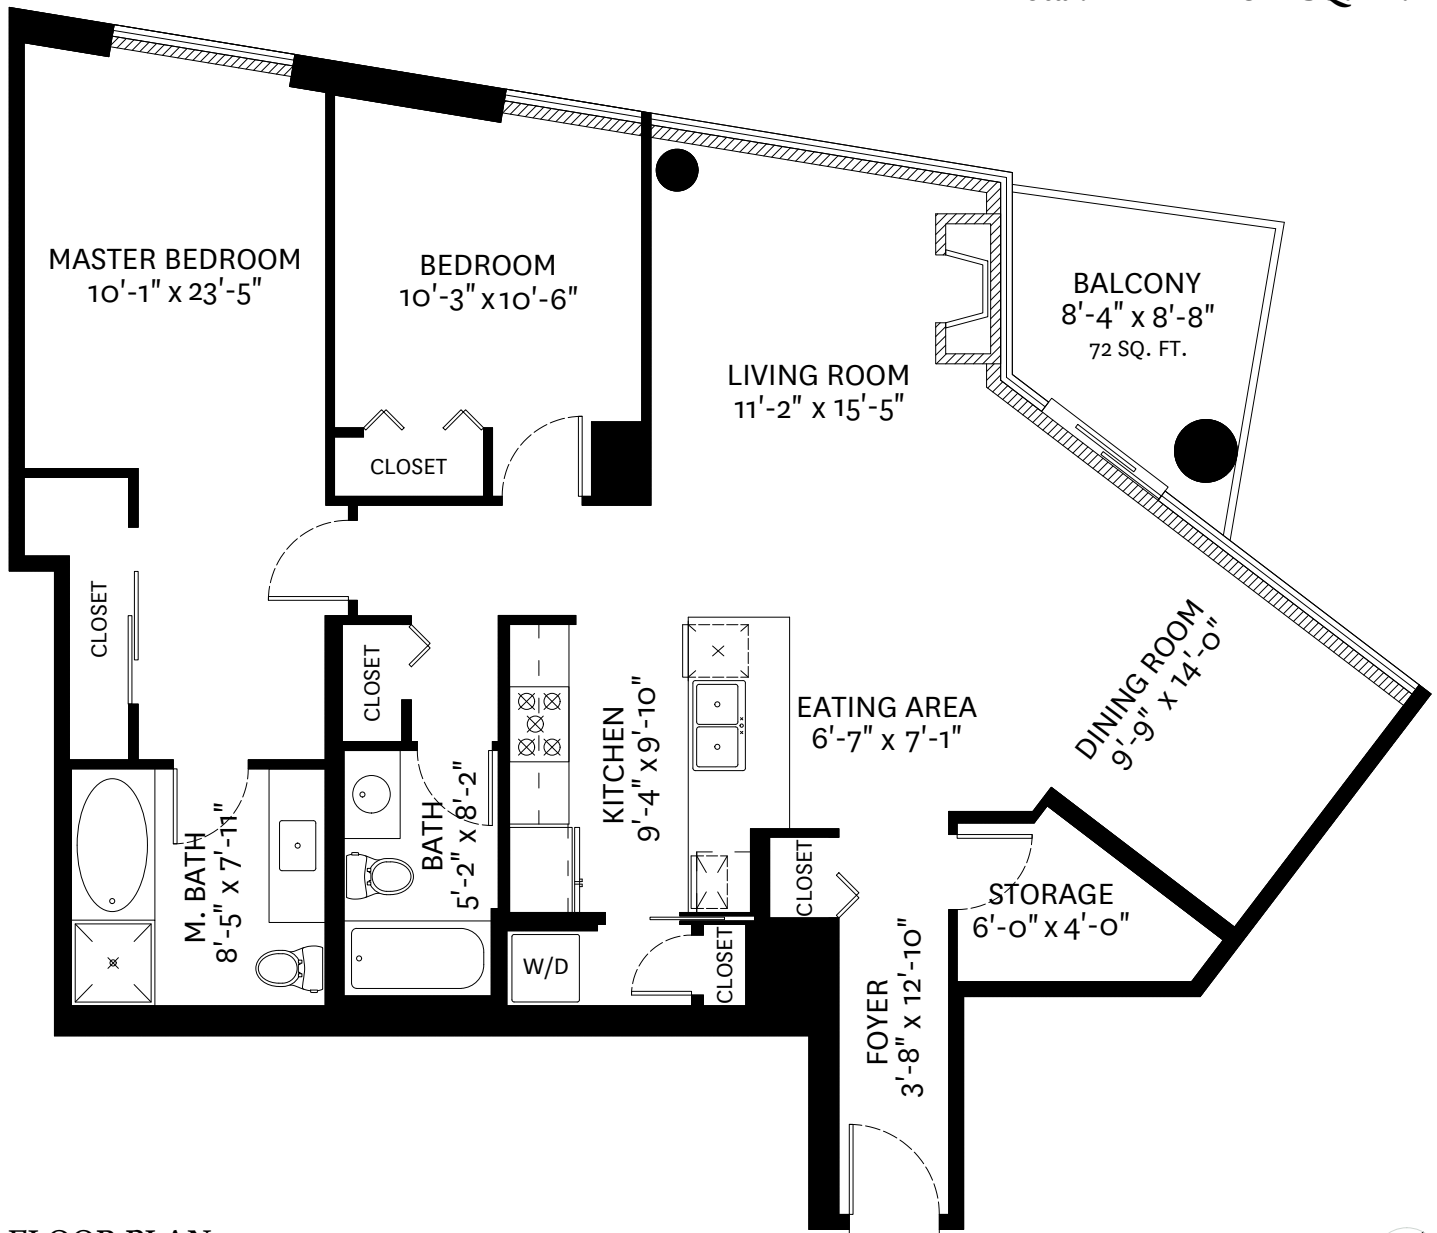 MASTER BEDROOM
10'-1" x 23'-5"
BEDROOM
10'-3" x 10'-6"
BALCONY
8'-4" x 8'-8"
72 SQ. FT.
LIVING ROOM
11'-2" x 15'-5"
CLOSET
CLOSET
CLOSET
KITCHEN
9'-4" x 9'-10"
EATING AREA
6'-7" x 7'-1"
DINING ROOM
9'-9" x 14'-0"
M. BATH
8'-5" x 7'-11"
BATH
5'-2" x 8'-2"
CLOSET
STORAGE
6'-0" x 4'-0"
W/D
CLOSET
FOYER
3'-8" x 12'-10"
FLOOR PLAN